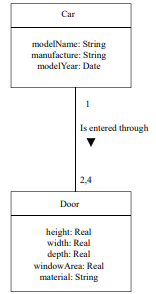 Car
modelName: String
manufacture: String
modelYear: Date
1
Is entered through
2,4
Door
height: Real
width: Real
depth: Real
windowArea: Real
material: String